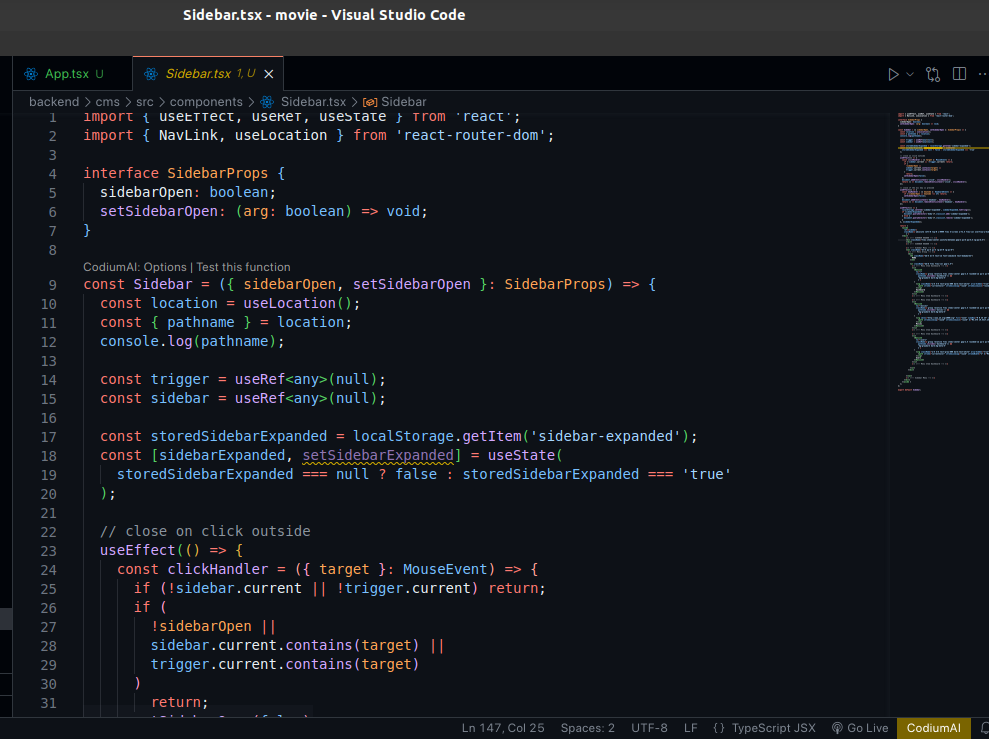 Sidebar.tsx - movie - Visual Studio Code
App.tsx U
Sidebar.tsx 1, U
backend > cms > src > components > Sidebar.tsx > Sidebar
1 import { useEffect, useRef, useState } from 'react';
2 import { NavLink, useLocation } from 'react-router-dom';
3
4 interface SidebarProps {
5 sidebarOpen: boolean;
6 setSidebarOpen: (arg: boolean) => void;
7 }
8
CodiumAI: Options | Test this function
9 const Sidebar = ({ sidebarOpen, setSidebarOpen }: SidebarProps) => {
10 const location = useLocation();
11 const { pathname } = location;
12 console.log(pathname);
13
14 const trigger = useRef<any>(null);
15 const sidebar = useRef<any>(null);
16
17 const storedSidebarExpanded = localStorage.getItem('sidebar-expanded');
18 const [sidebarExpanded, setSidebarExpanded] = useState(
19 storedSidebarExpanded === null ? false : storedSidebarExpanded === 'true'
20 );
21
22 // close on click outside
23 useEffect(() => {
24 const clickHandler = ({ target }: MouseEvent) => {
25 if (!sidebar.current || !trigger.current) return;
26 if (
27 !sidebarOpen ||
28 sidebar.current.contains(target) ||
29 trigger.current.contains(target)
30 )
31 return;
Ln 147, Col 25 Spaces: 2 UTF-8 LF {} TypeScript JSX Go Live CodiumAI